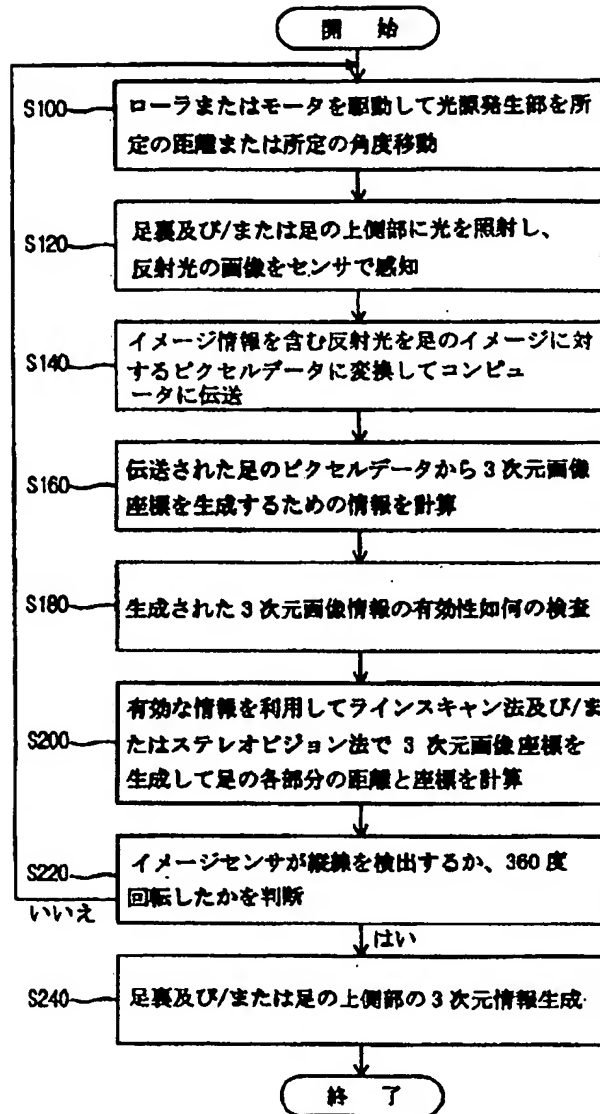 開 始
S100
ローラまたはモータを駆動して光源発生部を所
定の距離または所定の角度移動
S120
足裏及び/または足の上側部に光を照射し、
反射光の画像をセンサで感知
S140
イメージ情報を含む反射光を足のイメージに対
するピクセルデータに変換してコンピュ
ータに伝送
S160
伝送された足のピクセルデータから3次元画像
座標を生成するための情報を計算
S180
生成された3次元画像情報の有効性如何の検査
S200
有効な情報を利用してラインスキャン法及び/ま
たはステレオビジョン法で 3 次元画像座標を
生成して足の各部分の距離と座標を計算
S220
イメージセンサが縦線を検出するか、360度
回転したかを判断
いいえ
はい
S240
足裏及び/または足の上側部の3次元情報生成
終 了